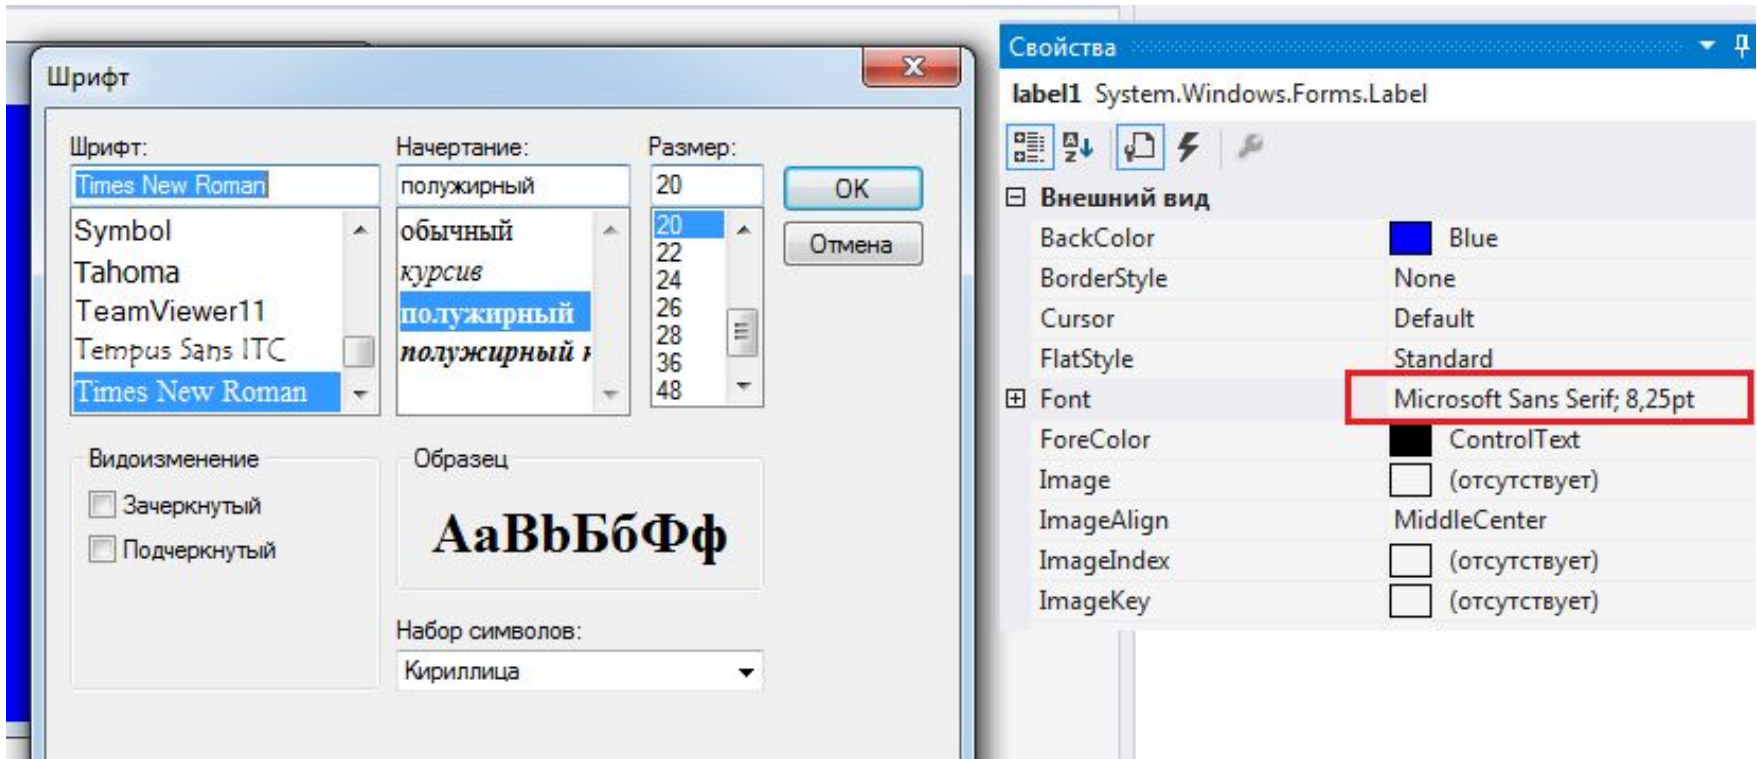 Шрифт
Шрифт:
Times New Roman
Symbol
Tahoma
TeamViewer11
Tempus Sans ITC
Times New Roman
Начертание:
полужирный
обычный
курсив
полужирный
полужирный к
Размер:
20
20
22
24
26
28
36
48
OK
Отмена
Видоизменение
Зачеркнутый
Подчеркнутый
Образец
АаBbБбФф
Набор символов:
Кириллица
Свойства
label1 System.Windows.Forms.Label
Внешний вид
BackColor Blue
BorderStyle None
Cursor Default
FlatStyle Standard
Font Microsoft Sans Serif; 8,25pt
ForeColor ControlText
Image (отсутствует)
ImageAlign MiddleCenter
ImageIndex (отсутствует)
ImageKey (отсутствует)